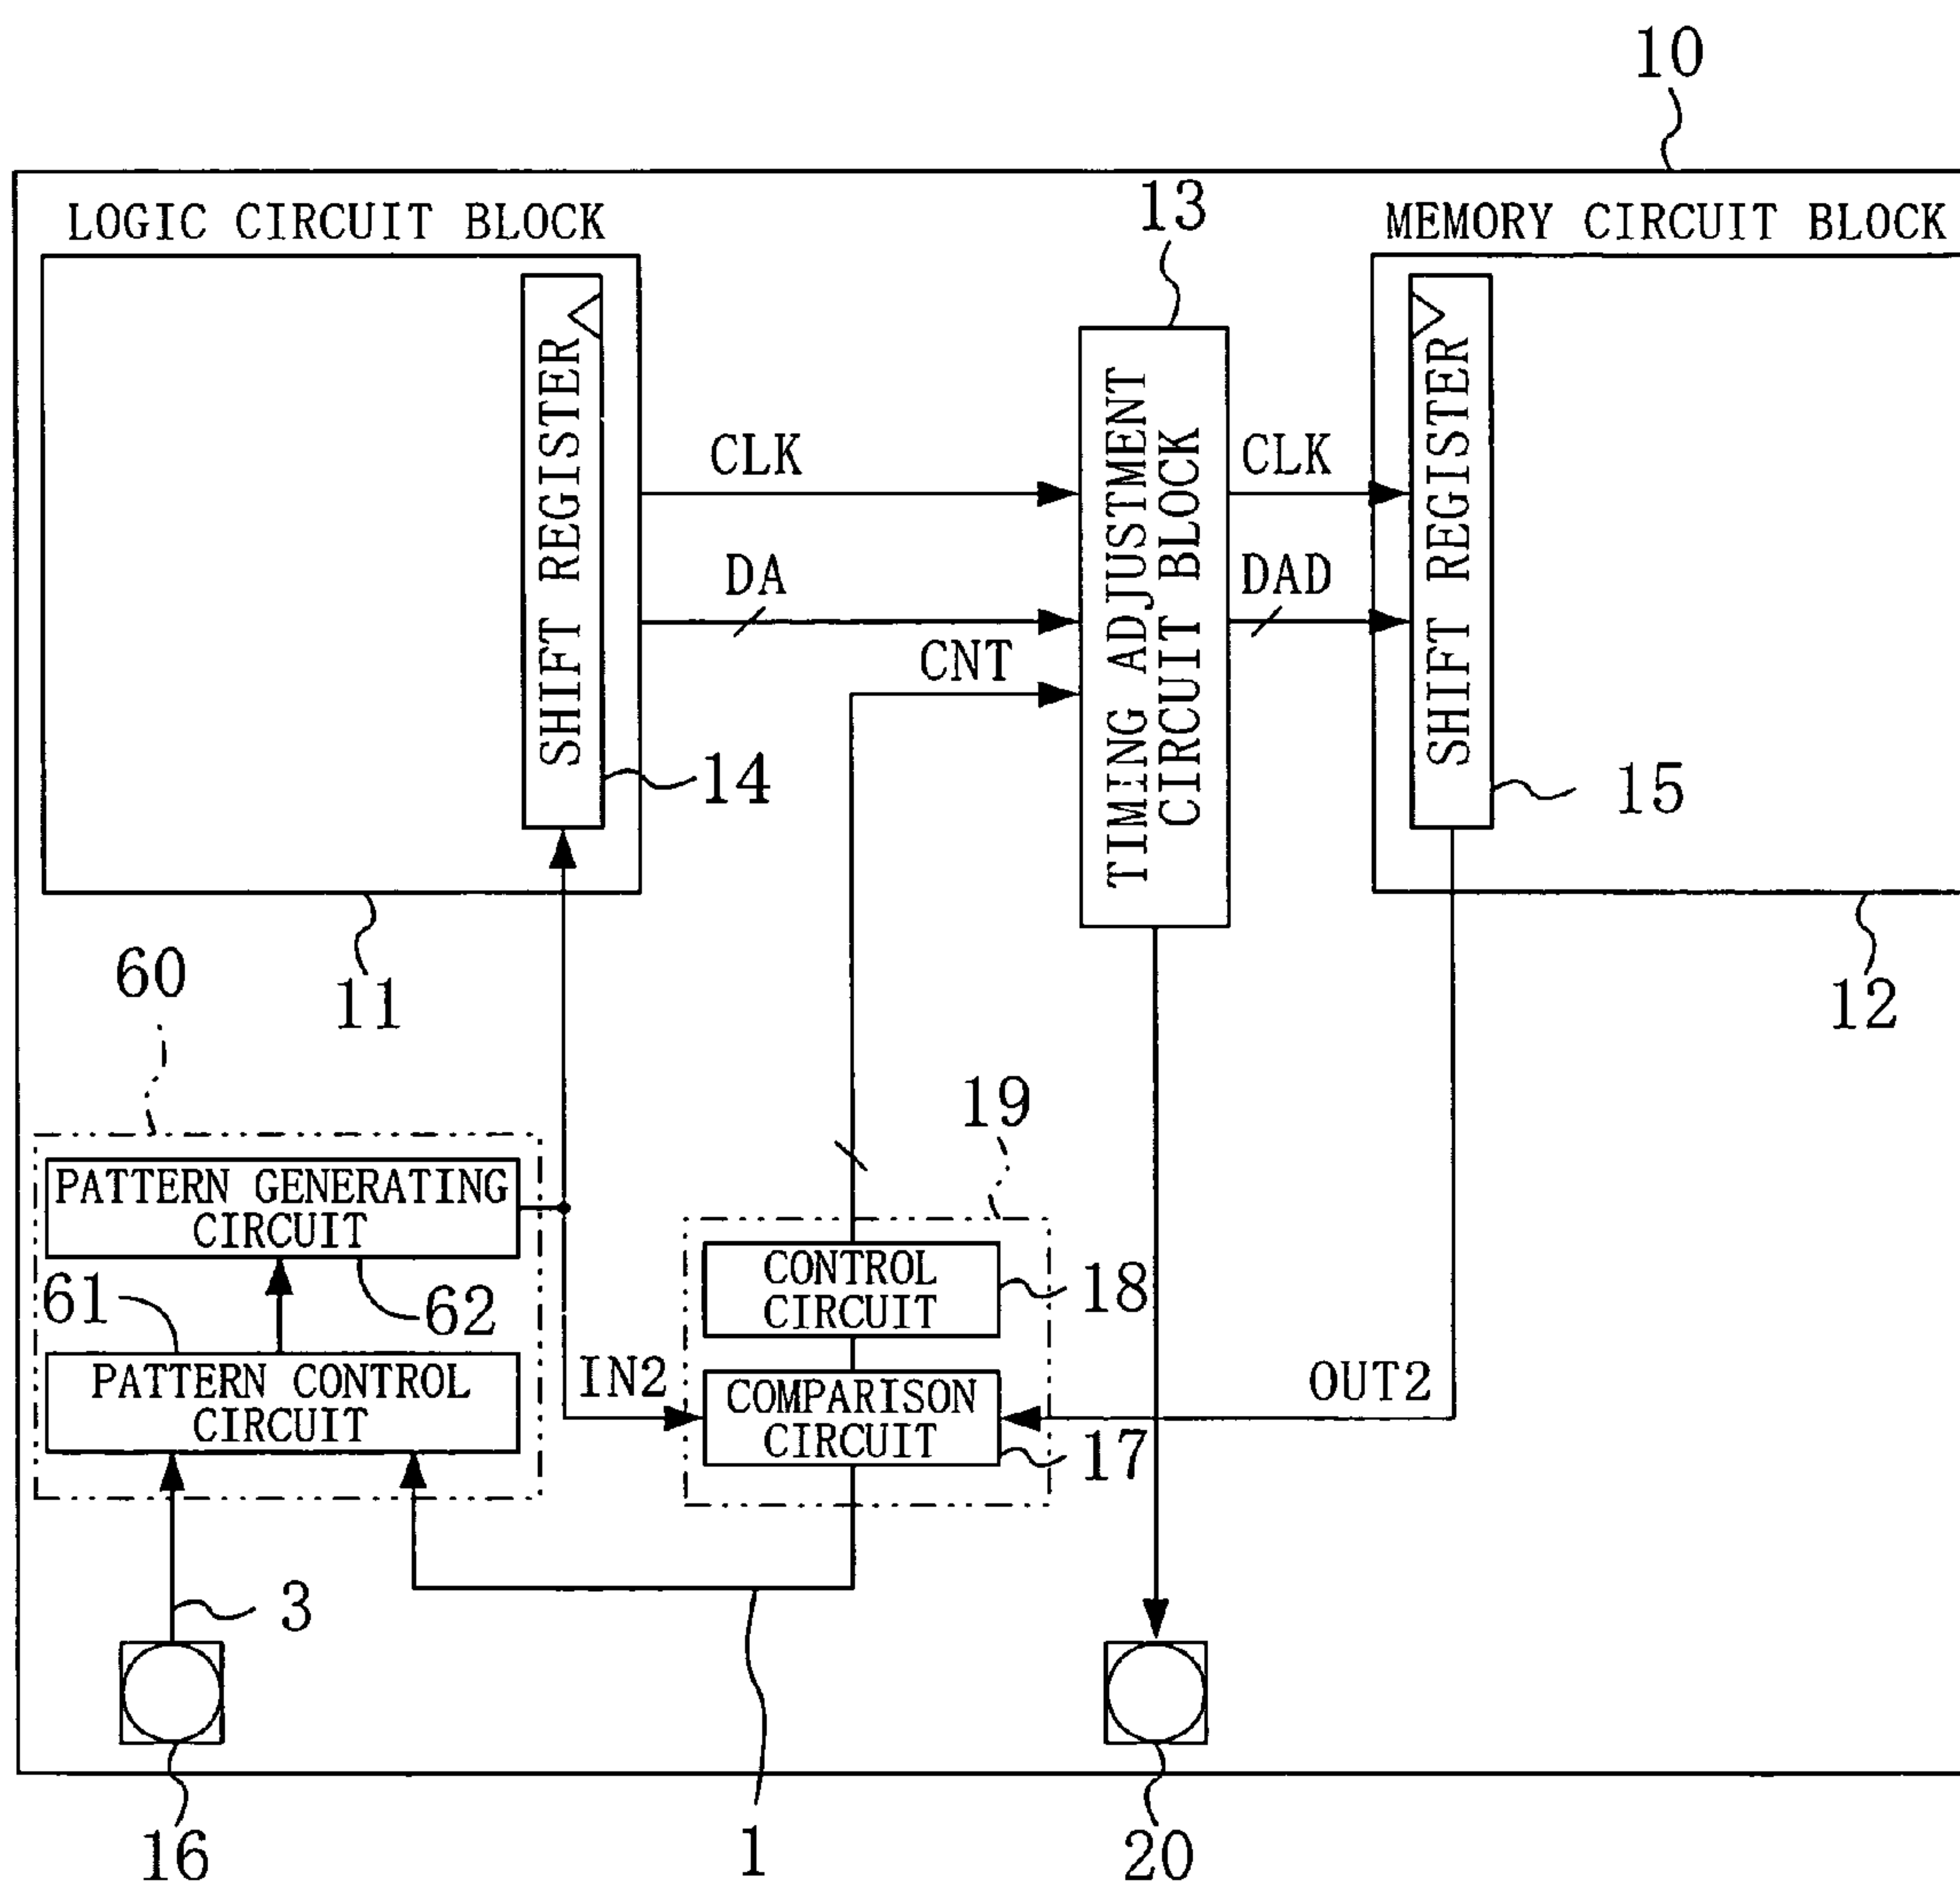 10
LOGIC CIRCUIT BLOCK
13
MEMORY CIRCUIT BLOCK
SHIFT REGISTER
TIMING ADJUSTMENT
CIRCUIT BLOCK
SHIFT REGISTER
CLK
CLK
DA
DAD
CNT
14
15
60
11
12
19
PATTERN GENERATING
CIRCUIT
CONTROL
CIRCUIT
18
61
62
PATTERN CONTROL
CIRCUIT
IN2
COMPARISON
CIRCUIT
OUT2
17
3
16
1
20